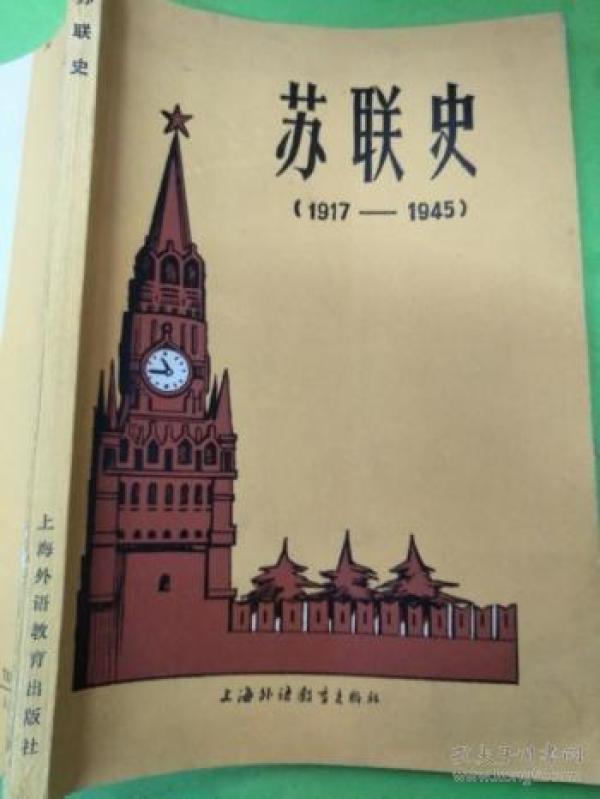 苏联史
(1917 — 1945)
上海外语教育出版社
苏联史
上海外语教育出版社